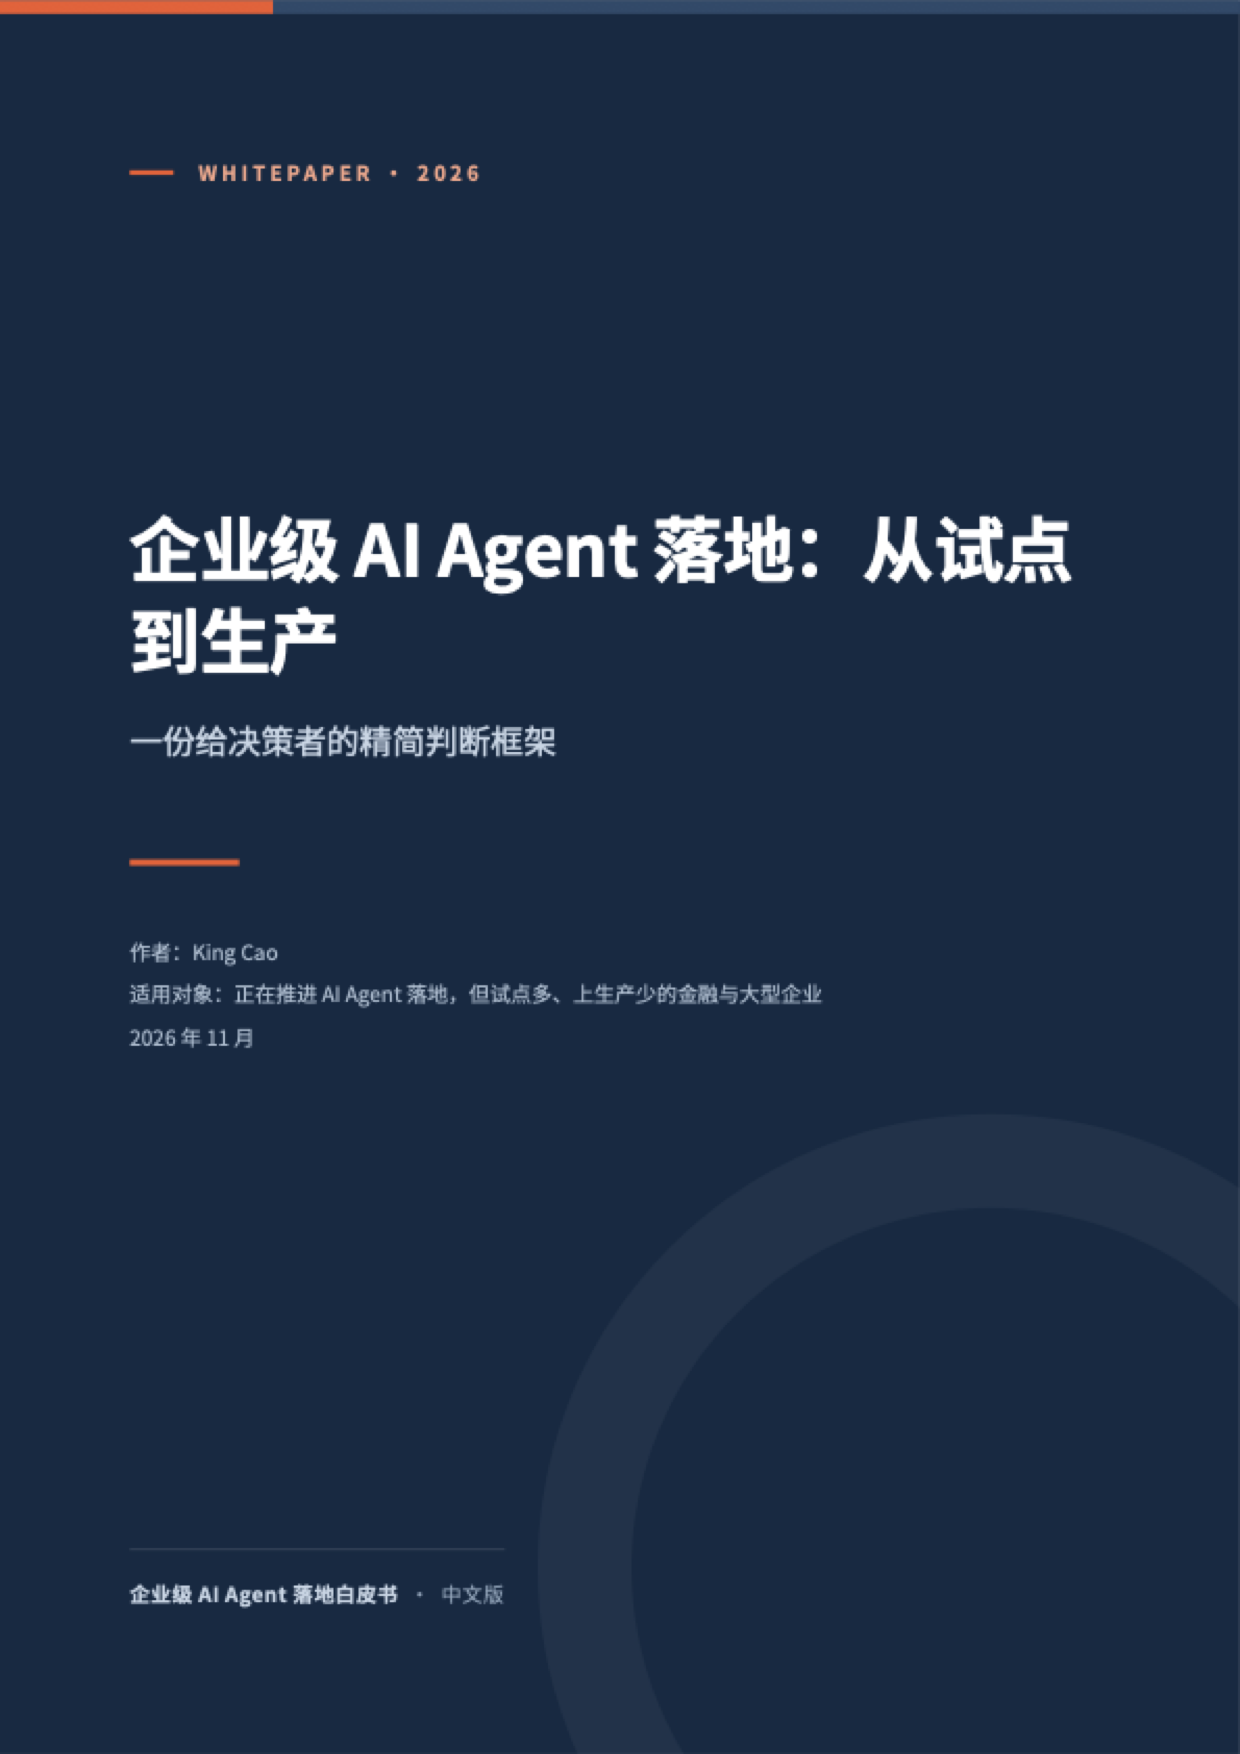 WHITEPAPER • 2026
企业级 AI Agent 落地：从试点
到生产
一份给决策者的精简判断框架
作者：King Cao
适用对象：正在推进 AI Agent 落地，但试点多、上生产少的金融与大型企业
2026 年 11 月
企业级 AI Agent 落地白皮书 · 中文版